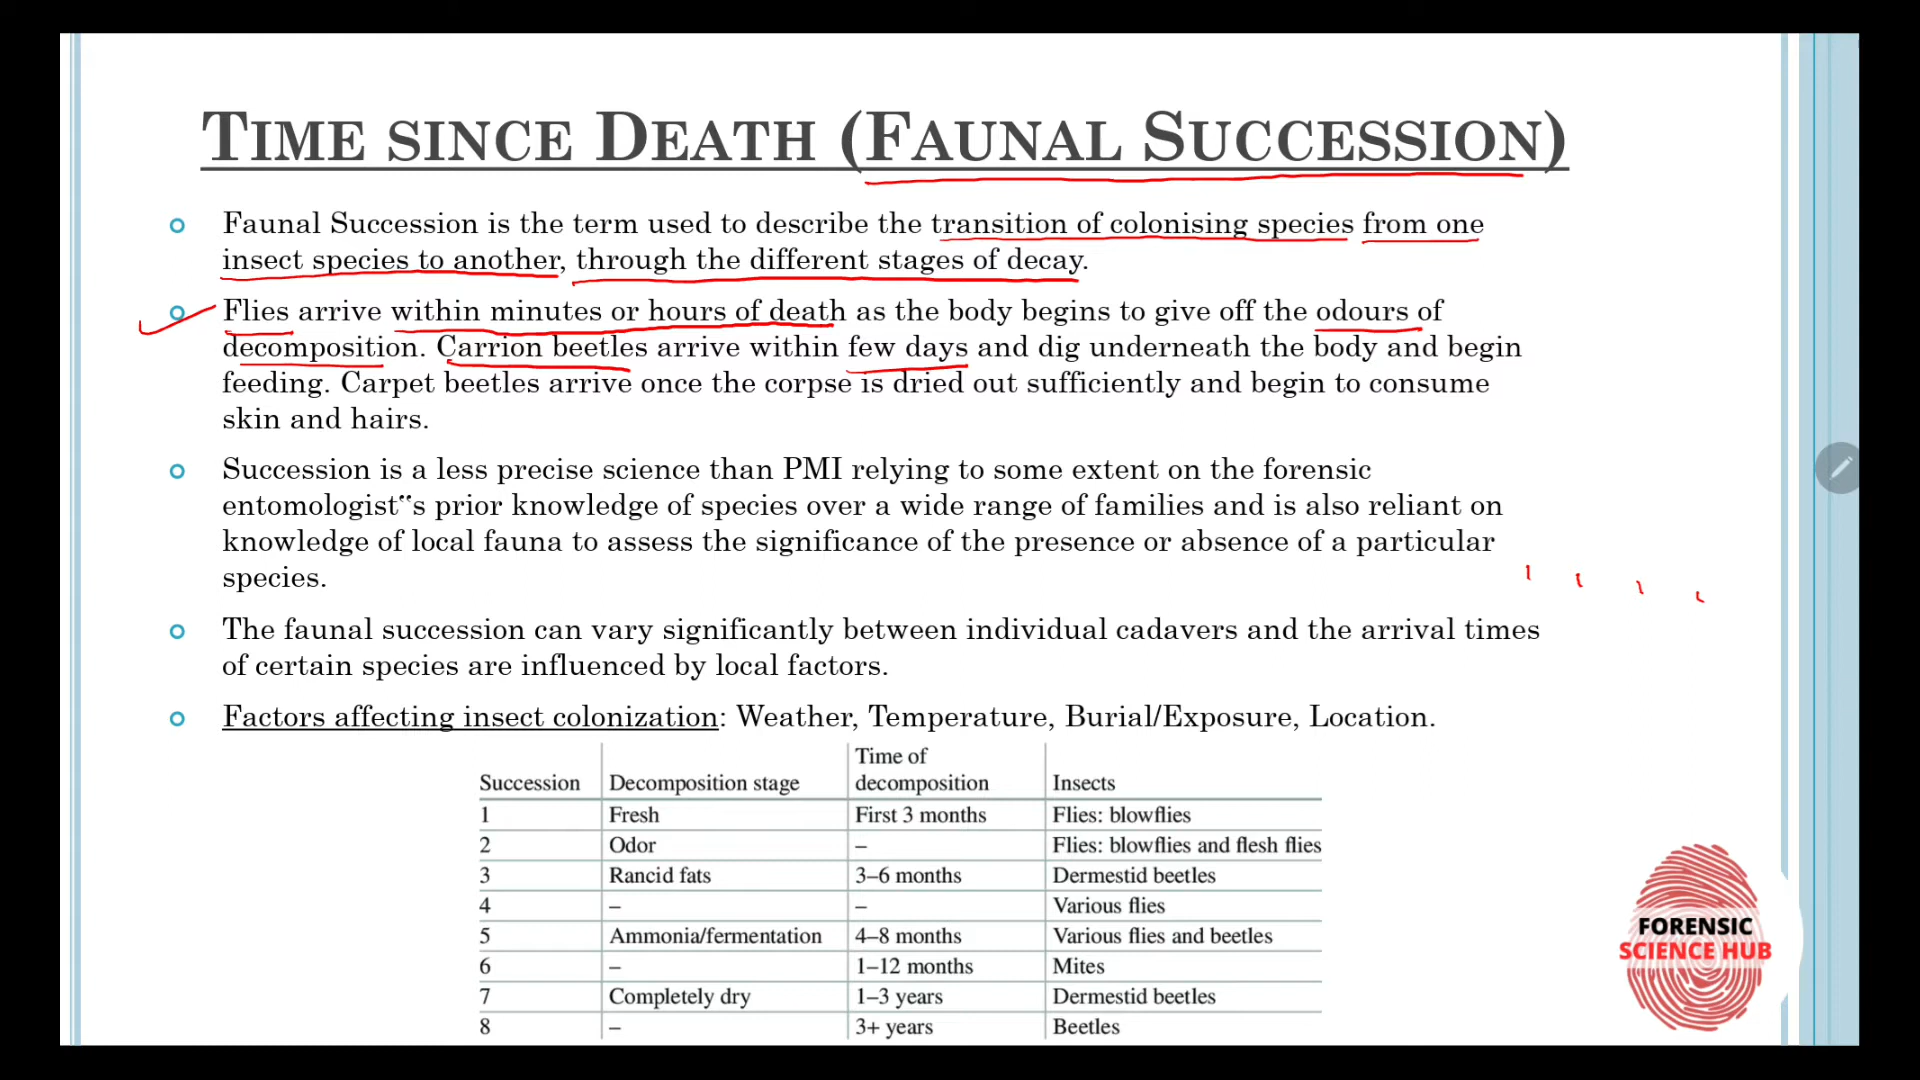 TIME SINCE DEATH (FAUNAL SUCCESSION)
Faunal Succession is the term used to describe the transition of colonising species from one
insect species to another, through the different stages of decay.
Flies arrive within minutes or hours of death as the body begins to give off the odours of
decomposition. Carrion beetles arrive within few days and dig underneath the body and begin
feeding. Carpet beetles arrive once the corpse is dried out sufficiently and begin to consume
skin and hairs.
Succession is a less precise science than PMI relying to some extent on the forensic
entomologist‟s prior knowledge of species over a wide range of families and is also reliant on
knowledge of local fauna to assess the significance of the presence or absence of a particular
species.
The faunal succession can vary significantly between individual cadavers and the arrival times
of certain species are influenced by local factors.
Factors affecting insect colonization: Weather, Temperature, Burial/Exposure, Location.
Time of
Succession Decomposition stage decomposition Insects
1 Fresh First 3 months Flies: blowflies
2 Odor – Flies: blowflies and flesh flies
3 Rancid fats 3–6 months Dermestid beetles
4 – – Various flies
5 Ammonia/fermentation 4–8 months Various flies and beetles
6 – 1–12 months Mites
7 Completely dry 1–3 years Dermestid beetles
8 – 3+ years Beetles
FORENSIC
SCIENCE HUB